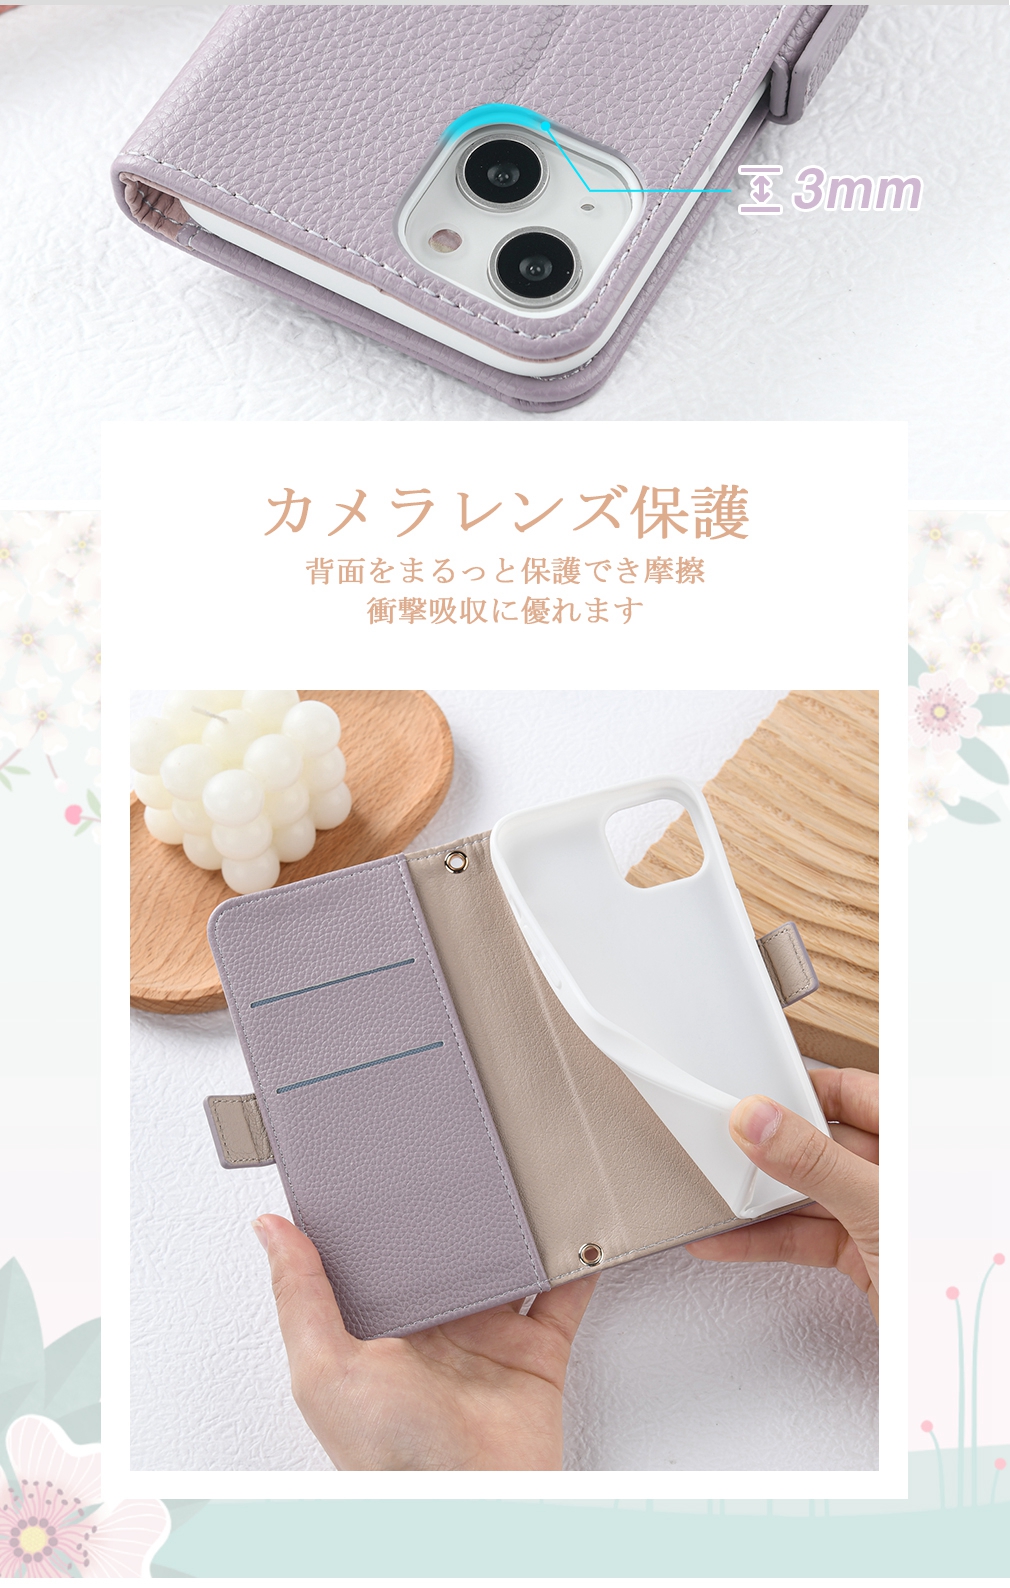 3mm
カメラレンズ保護
背面をまるっと保護でき摩擦
衝撃吸収に優れます